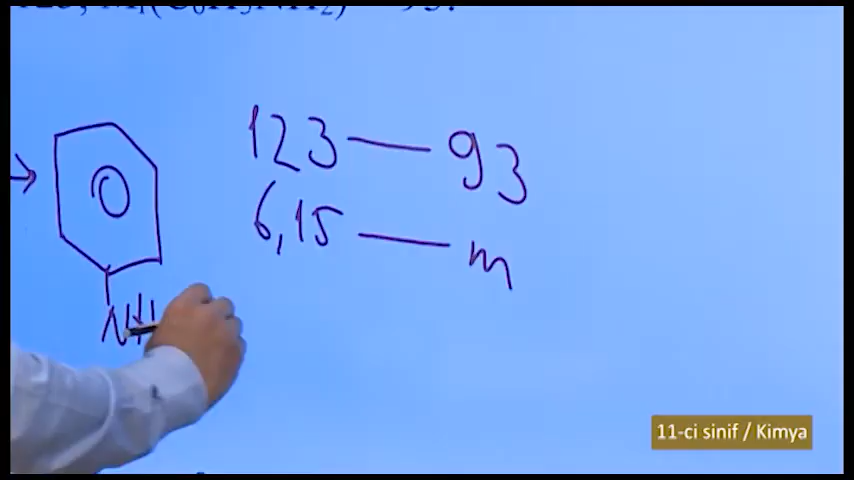 123 — 93
6,15 — m
NH
11-ci sinif / Kimya